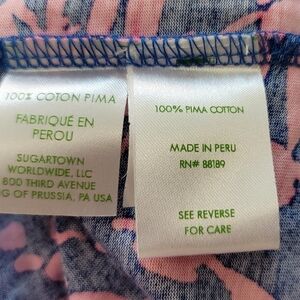 100% COTON PIMA
FABRIQUÉ EN
PEROU
SUGARTOWN
WORLDWIDE, LLC
800 THIRD AVENUE
OF PRUSSIA, PA USA
100% PIMA COTTON
MADE IN PERU
RN# 88189
SEE REVERSE
FOR CARE